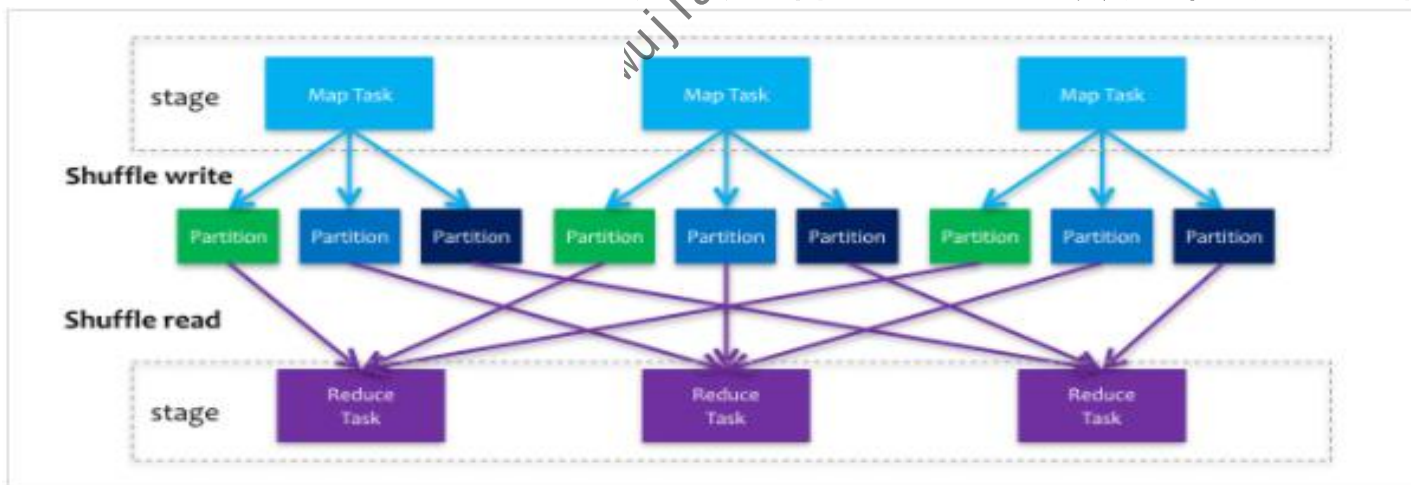 stage
Map Task
Map Task
Map Task
Shuffle write
Partition
Partition
Partition
Partition
Partition
Partition
Partition
Partition
Partition
Shuffle read
stage
Reduce
Task
Reduce
Task
Reduce
Task